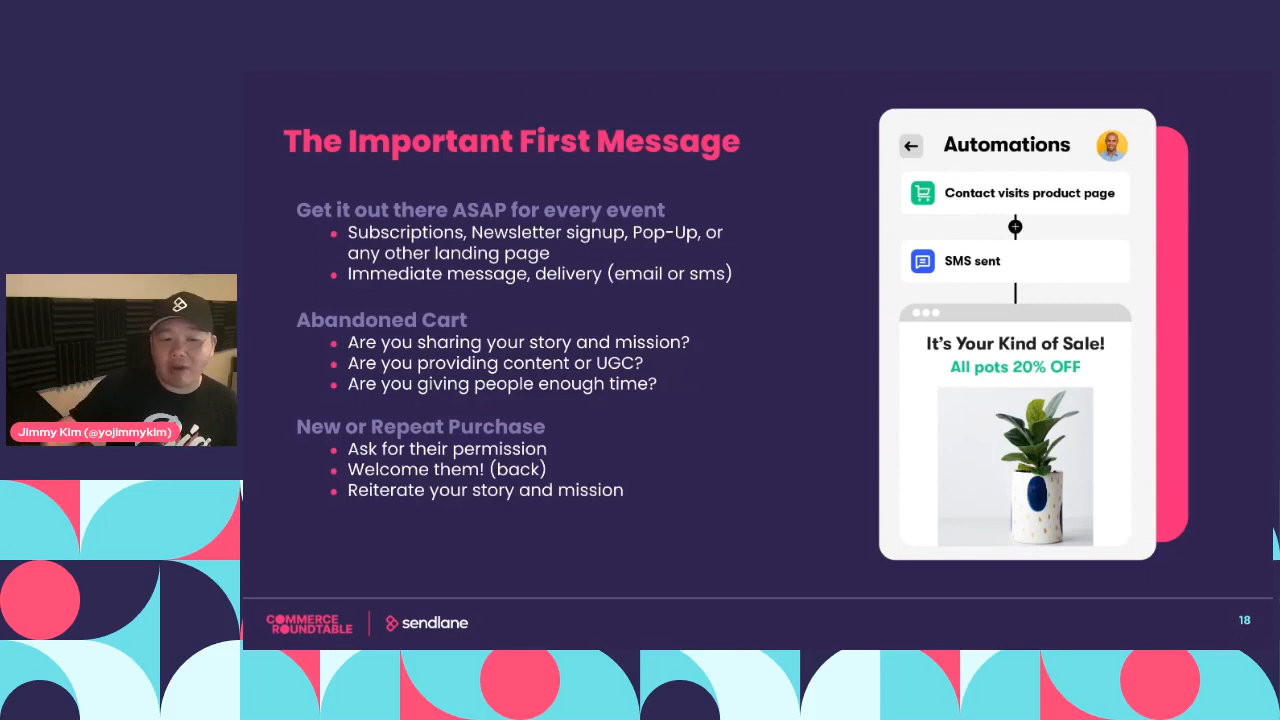 The Important First Message
Get it out there ASAP for every event
Subscriptions, Newsletter signup, Pop-Up, or
any other landing page
Immediate message, delivery (email or sms)
Abandoned Cart
Are you sharing your story and mission?
Are you providing content or UGC?
Are you giving people enough time?
New or Repeat Purchase
Ask for their permission
Welcome them! (back)
Reiterate your story and mission
Automations
Contact visits product page
SMS sent
It's Your Kind of Sale!
All pots 20% OFF
Jimmy Kim (@yojimmykim)
COMMERCE
ROUNDTABLE
sendlane
18